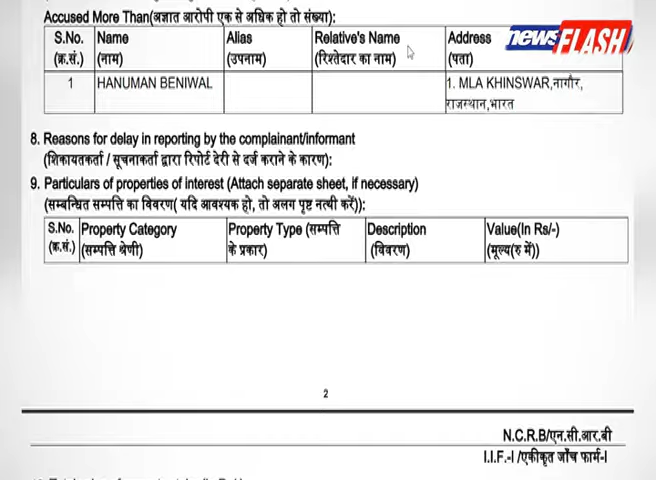 Accused More Than(अज्ञात आरोपी एक से अधिक हो तो संख्या):
S.No. Name Alias Relative's Name Address
(क्र.सं.) (नाम) (उपनाम) (रिश्तेदार का नाम) (पता)
news FLASH
1 HANUMAN BENIWAL 1. MLA KHINSWAR,नागौर,
राजस्थान,भारत
8. Reasons for delay in reporting by the complainant/informant
(शिकायतकर्ता / सूचनाकर्ता द्वारा रिपोर्ट देरी से दर्ज कराने के कारण):
9. Particulars of properties of interest (Attach separate sheet, if necessary)
(सम्बन्धित सम्पत्ति का विवरण( यदि आवश्यक हो, तो अलग पृष्ट नत्थी करें)):
S.No. Property Category Property Type (सम्पत्ति Description Value(In Rs/-)
(क्र.सं.) (सम्पत्ति श्रेणी) के प्रकार) (विवरण) (मूल्य(रु में))
2
N.C.R.B/एन.सी.आर.बी
I.I.F.-I /एकीकृत जाँच फार्म-I